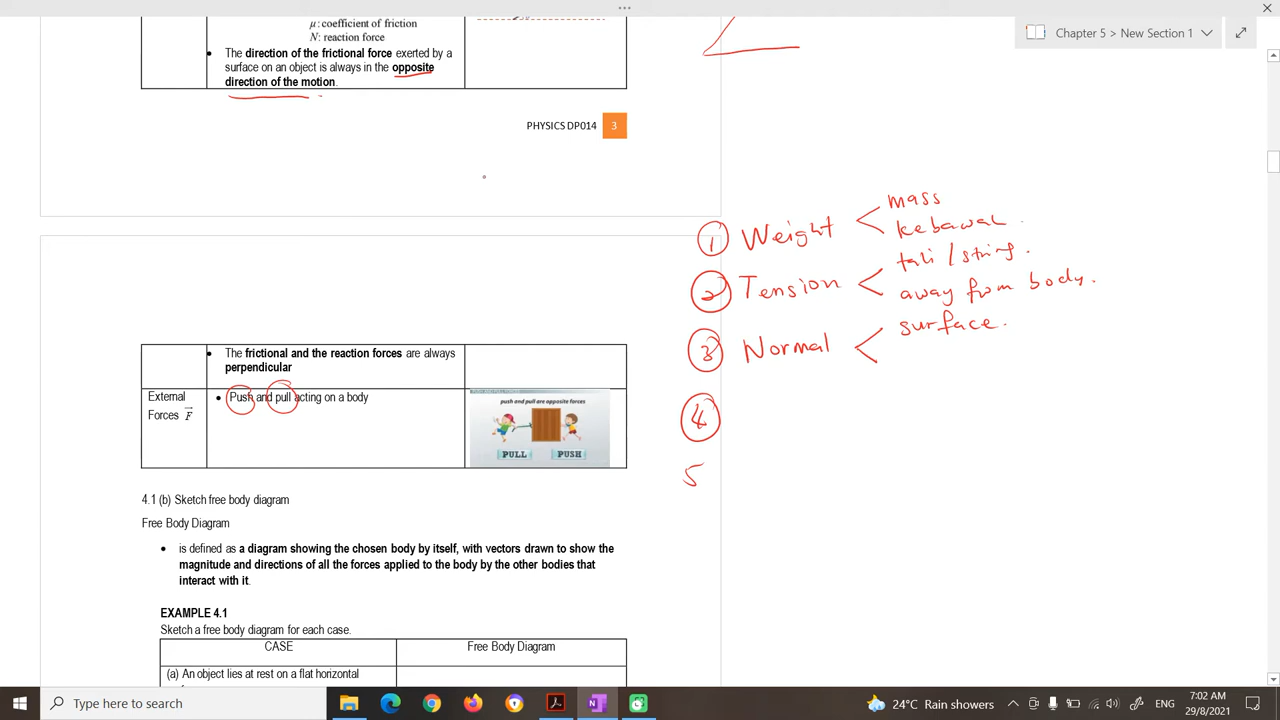 μ: coefficient of friction
N: reaction force
• The direction of the frictional force exerted by a
surface on an object is always in the opposite
direction of the motion.
PHYSICS DP014 3
Chapter 5 > New Section 1
① Weight < mass
kebawah.
② Tension < tali / string.
away from body.
③ Normal < surface.
④
5
• The frictional and the reaction forces are always
perpendicular
External
Forces F
• Push and pull acting on a body
PUSH AND PULL FORCES
push and pull are opposite forces
PULL PUSH
4.1 (b) Sketch free body diagram
Free Body Diagram
• is defined as a diagram showing the chosen body by itself, with vectors drawn to show the
magnitude and directions of all the forces applied to the body by the other bodies that
interact with it.
EXAMPLE 4.1
Sketch a free body diagram for each case.
CASE Free Body Diagram
(a) An object lies at rest on a flat horizontal
Type here to search
24°C Rain showers
ENG
7:02 AM
29/8/2021